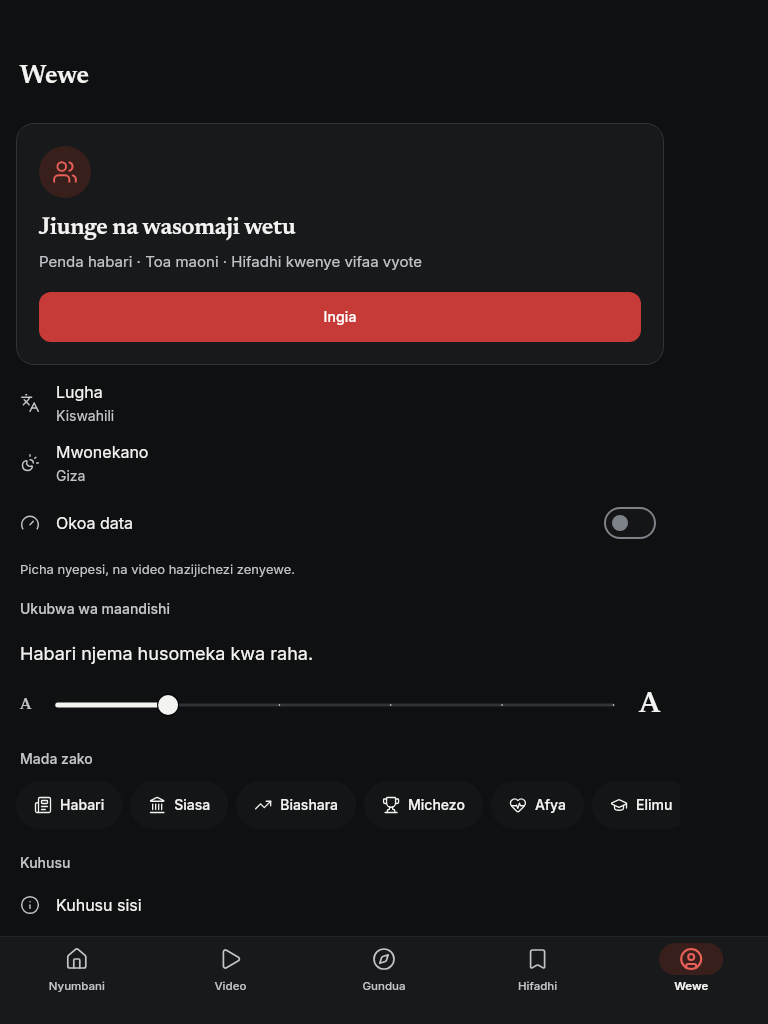 Wewe
Jiunge na wasomaji wetu
Penda habari · Toa maoni · Hifadhi kwenye vifaa vyote
Ingia
Lugha
Kiswahili
Mwonekano
Giza
Okoa data
Picha nyepesi, na video hazijichezi zenyewe.
Ukubwa wa maandishi
Habari njema husomeka kwa raha.
A A
Mada zako
Habari Siasa Biashara Michezo Afya Elimu
Kuhusu
Kuhusu sisi
Nyumbani Video Gundua Hifadhi Wewe